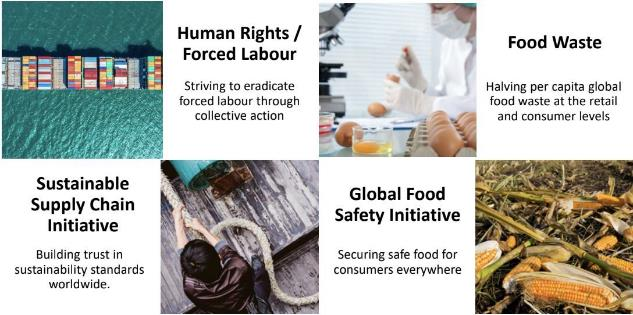 Human Rights /
Forced Labour
Striving to eradicate
forced labour through
collective action
Food Waste
Halving per capita global
food waste at the retail
and consumer levels
Sustainable
Supply Chain
Initiative
Building trust in
sustainability standards
worldwide.
Global Food
Safety Initiative
Securing safe food for
consumers everywhere